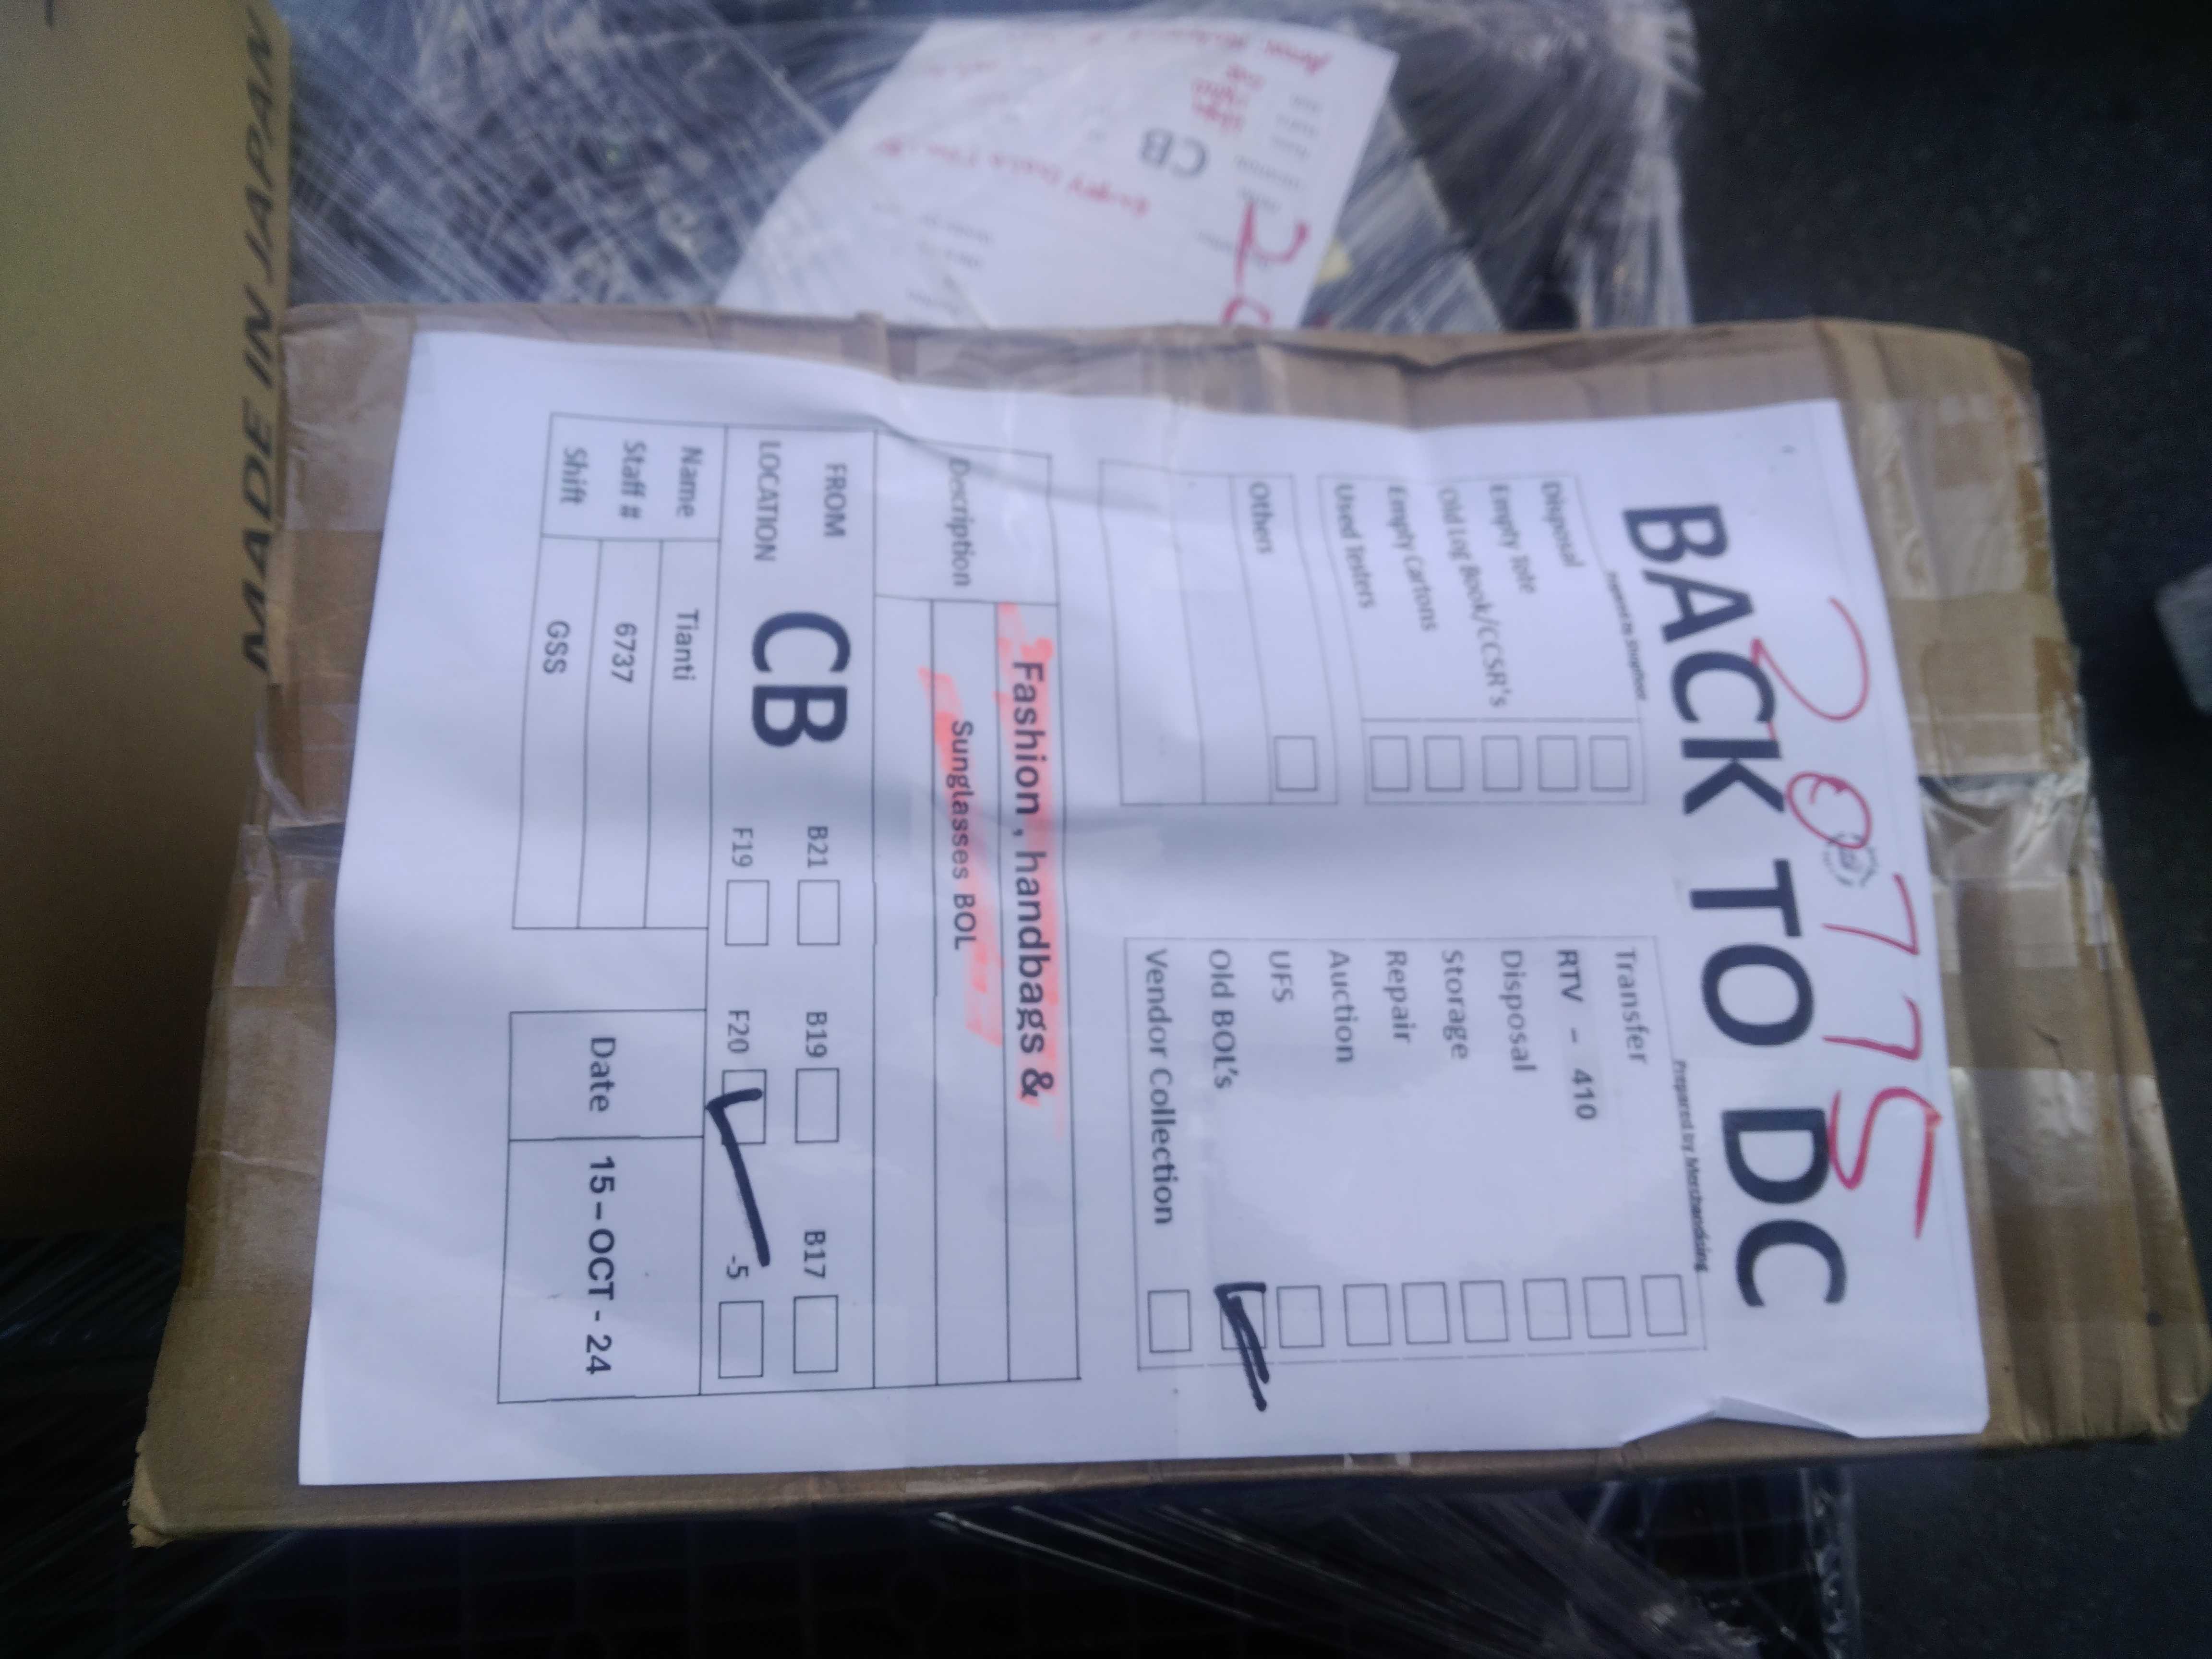 20775
BACK TO DC
Prepared by Merchandising
Disposal
Empty Tote
Old Log Book/CCSR's
Empty Cartons
Used Testers
Others
Transfer
RTV - 410
Disposal
Storage
Repair
Auction
UFS
Old BOL's
Vendor Collection
Description
Fashion, handbags &
Sunglasses BOL
FROM
LOCATION
CB
B21
B19
B17
F19
F20
-5
Name Tianti
Staff # 6737
Shift GSS
Date 15-OCT-24
MADE IN JAPAN
CB